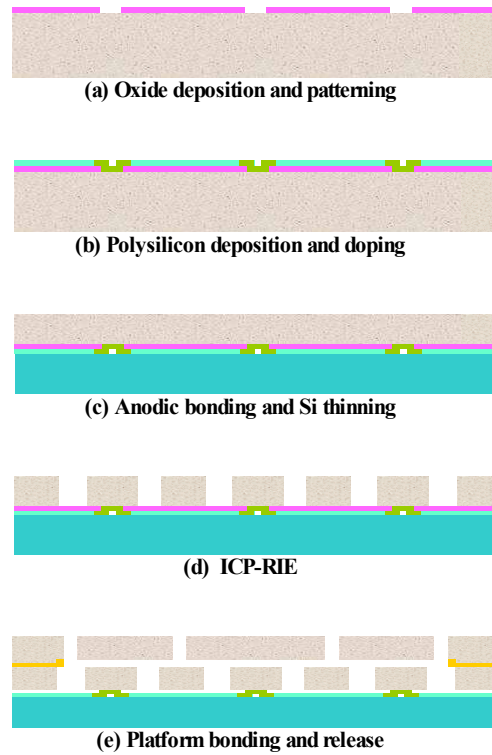 (a) Oxide deposition and patterning
(b) Polysilicon deposition and doping
(c) Anodic bonding and Si thinning
(d) ICP-RIE
(e) Platform bonding and release